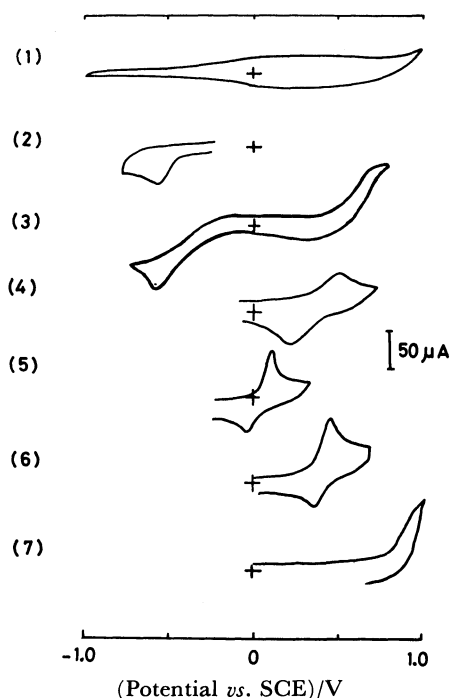 (1)
(2)
(3)
(4)
50 μA
(5)
(6)
(7)
-1.0 0 1.0
(Potential vs. SCE)/V